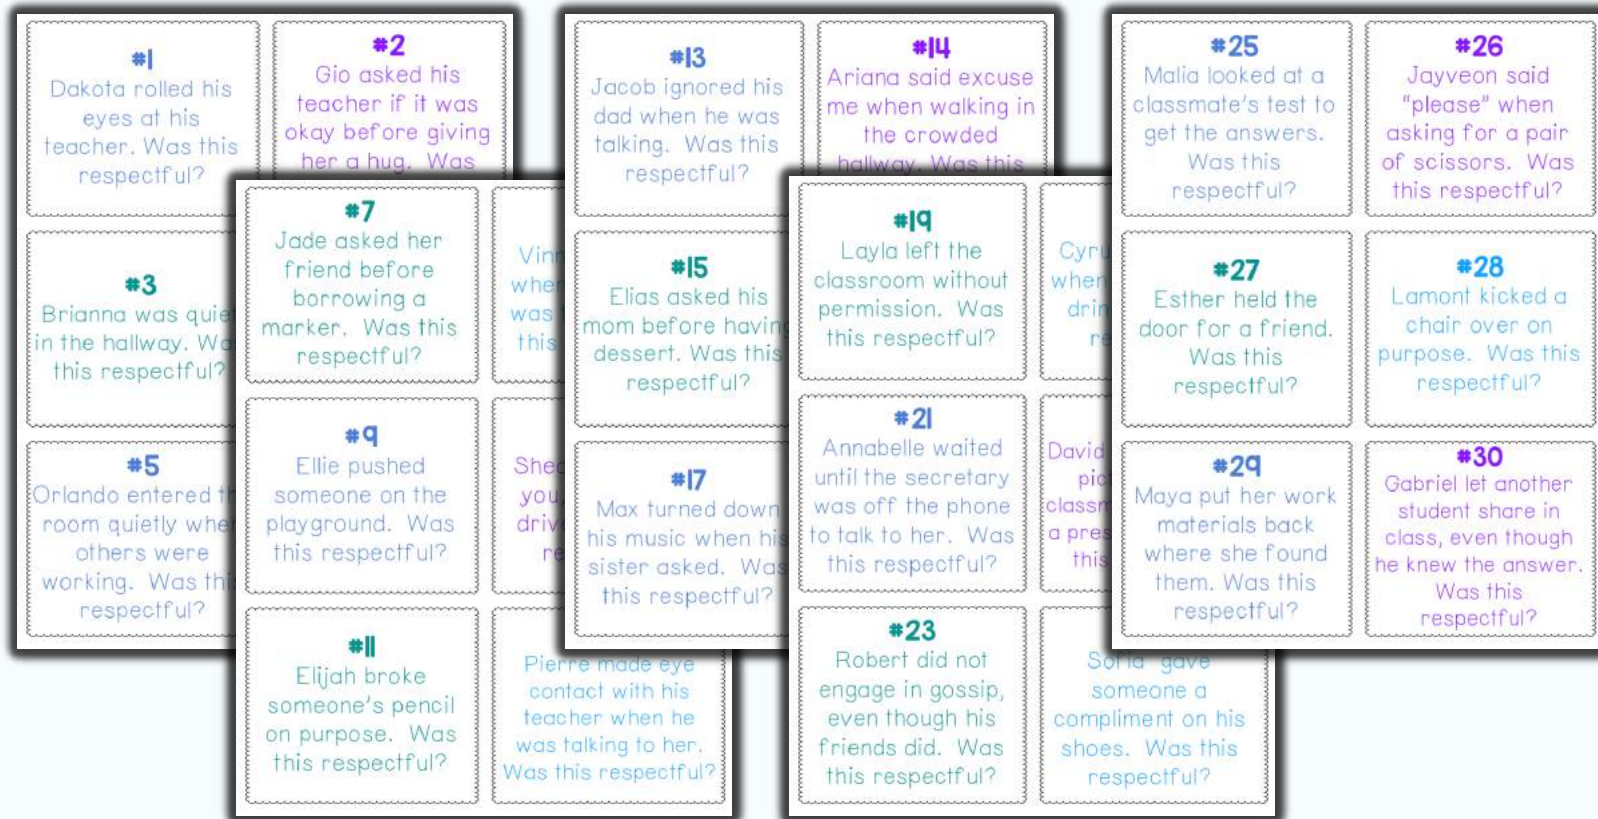 #1
Dakota rolled his
eyes at his
teacher. Was this
respectful?
#2
Gio asked his
teacher if it was
okay before giving
her a hug. Was
#3
Brianna was
in the hallway.
this respectful?
#5
Orlando entered
room quietly
others were
working. Was
respectful?
#7
Jade asked her
friend before
borrowing a
marker. Was this
respectful?
was
this
#9
Ellie pushed
someone on the
playground. Was
this respectful?
you,
#11
Elijah broke
someone's pencil
on purpose. Was
this respectful?
Pierre made eye
contact with his
teacher when he
was talking to her.
Was this respectful?
#13
Jacob ignored his
dad when he was
talking. Was this
respectful?
#14
Ariana said excuse
me when walking in
the crowded
hallway. Was this
#15
Elias asked his
mom before having
dessert. Was this
respectful?
#17
Max turned down
his music when his
sister asked. Was
this respectful?
#19
Layla left the
classroom without
permission. Was
this respectful?
when
#21
Annabelle waited
until the secretary
was off the phone
to talk to her. Was
this respectful?
David
a
this
#23
Robert did not
engage in gossip,
even though his
friends did. Was
this respectful?
Sofia gave
someone a
compliment on his
shoes. Was this
respectful?
#25
Malia looked at a
classmate's test to
get the answers.
Was this
respectful?
#26
Jayveon said
"please" when
asking for a pair
of scissors. Was
this respectful?
#27
Esther held the
door for a friend.
Was this
respectful?
#28
Lamont kicked a
chair over on
purpose. Was this
respectful?
#29
Maya put her work
materials back
where she found
them. Was this
respectful?
#30
Gabriel let another
student share in
class, even though
he knew the answer.
Was this
respectful?